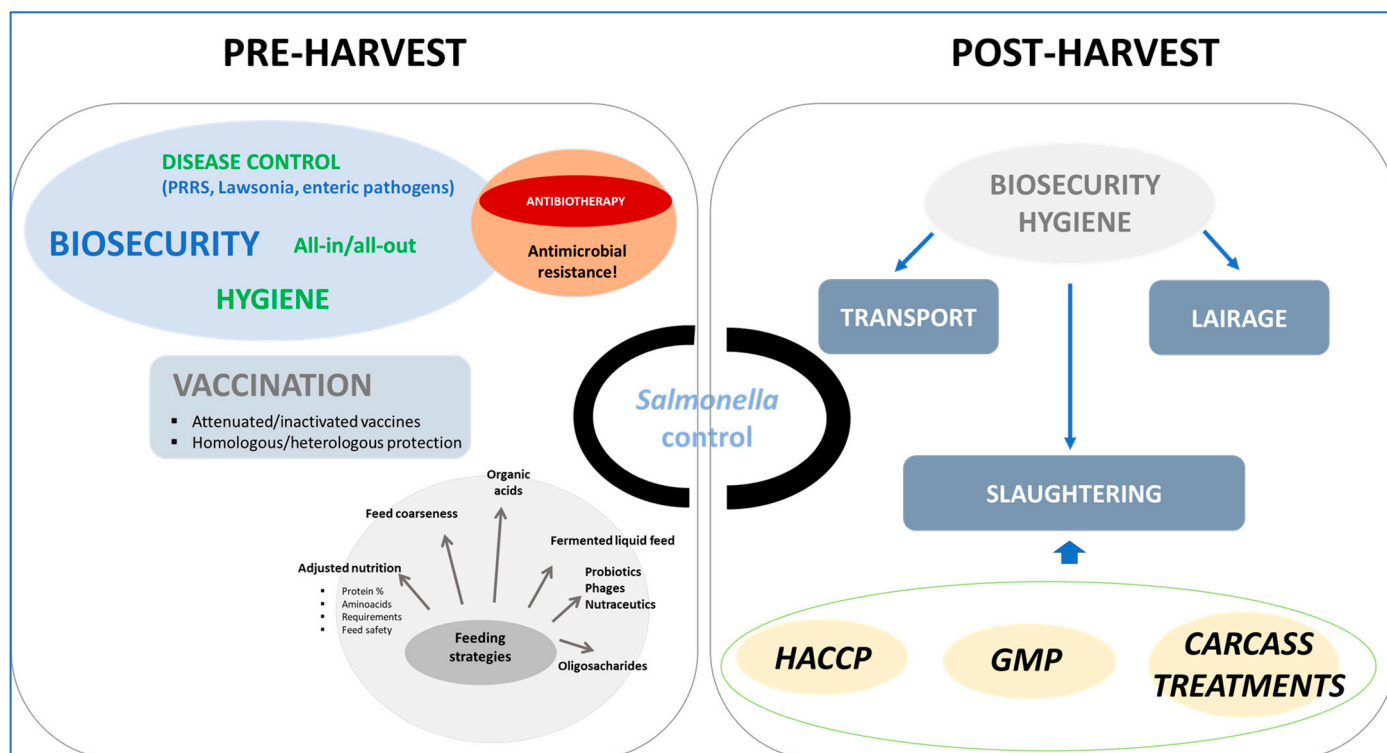 PRE-HARVEST
DISEASE CONTROL
(PRRS, Lawsonia, enteric pathogens)
BIOSECURITY
All-in/all-out
HYGIENE
ANTIBIOTHERAPY
Antimicrobial
resistance!
VACCINATION
▪ Attenuated/inactivated vaccines
▪ Homologous/heterologous protection
Organic
acids
Feed coarseness
Fermented liquid feed
Adjusted nutrition
▪ Protein %
▪ Aminoacids
▪ Requirements
▪ Feed safety
Probiotics
Phages
Nutraceutics
Feeding
strategies
Oligosacharides
Salmonella
control
POST-HARVEST
BIOSECURITY
HYGIENE
TRANSPORT
LAIRAGE
SLAUGHTERING
HACCP
GMP
CARCASS
TREATMENTS